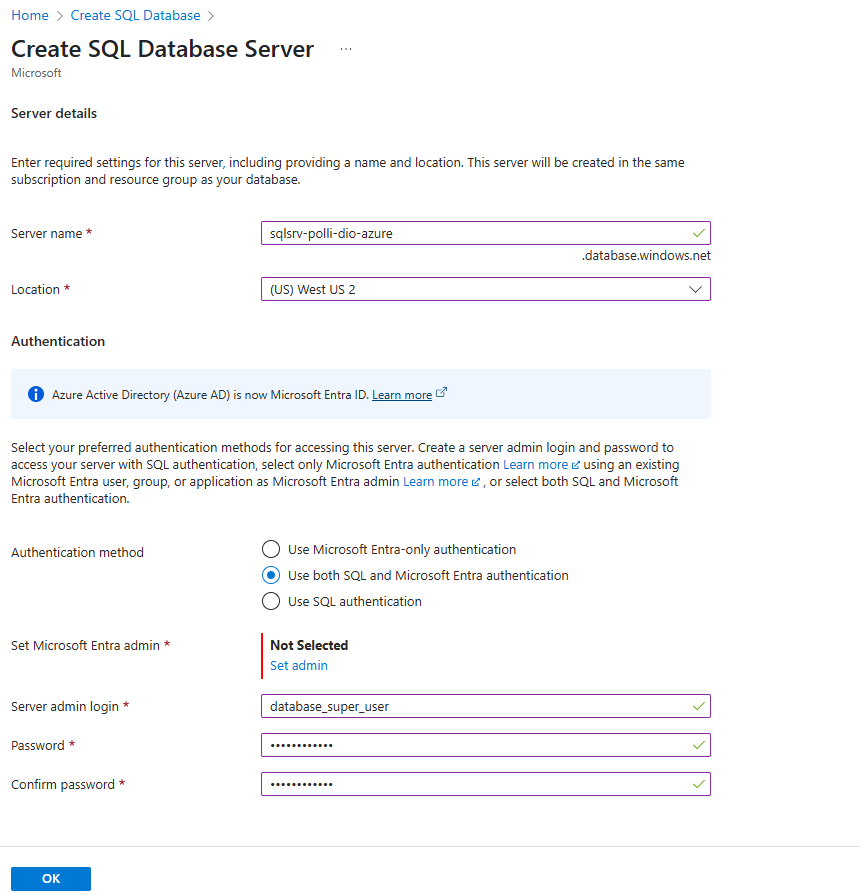 Home > Create SQL Database >
Create SQL Database Server ...
Microsoft
Server details
Enter required settings for this server, including providing a name and location. This server will be created in the same
subscription and resource group as your database.
Server name *
sqlsrv-polli-dio-azure
.database.windows.net
Location *
(US) West US 2
Authentication
Azure Active Directory (Azure AD) is now Microsoft Entra ID. Learn more
Select your preferred authentication methods for accessing this server. Create a server admin login and password to
access your server with SQL authentication, select only Microsoft Entra authentication Learn more using an existing
Microsoft Entra user, group, or application as Microsoft Entra admin Learn more , or select both SQL and Microsoft
Entra authentication.
Authentication method
Use Microsoft Entra-only authentication
Use both SQL and Microsoft Entra authentication
Use SQL authentication
Set Microsoft Entra admin *
Not Selected
Set admin
Server admin login *
database_super_user
Password *
••••••••••••
Confirm password *
••••••••••••
OK